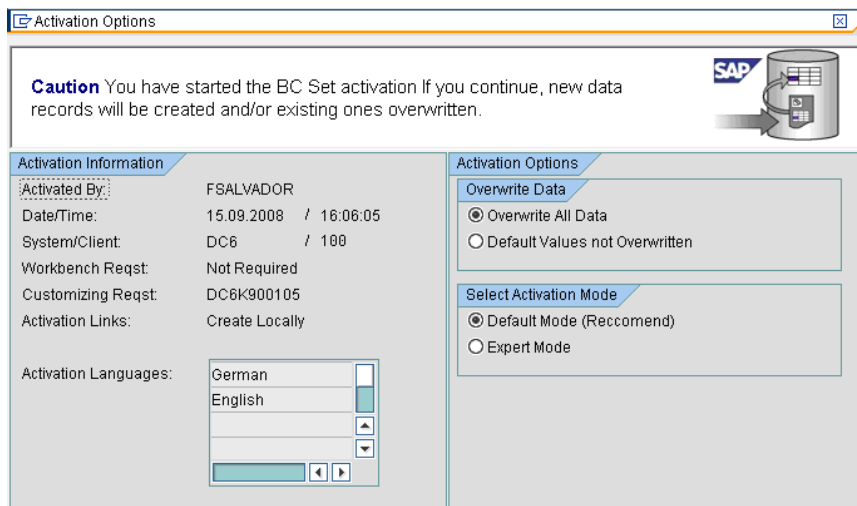 Activation Options
Caution You have started the BC Set activation If you continue, new data
records will be created and/or existing ones overwritten.
SAP
Activation Information
Activated By: FSALVADOR
Date/Time: 15.09.2008 / 16:06:05
System/Client: DC6 / 100
Workbench Reqst: Not Required
Customizing Reqst: DC6K900105
Activation Links: Create Locally
Activation Languages: German
English
Activation Options
Overwrite Data
Overwrite All Data
Default Values not Overwritten
Select Activation Mode
Default Mode (Reccomend)
Expert Mode